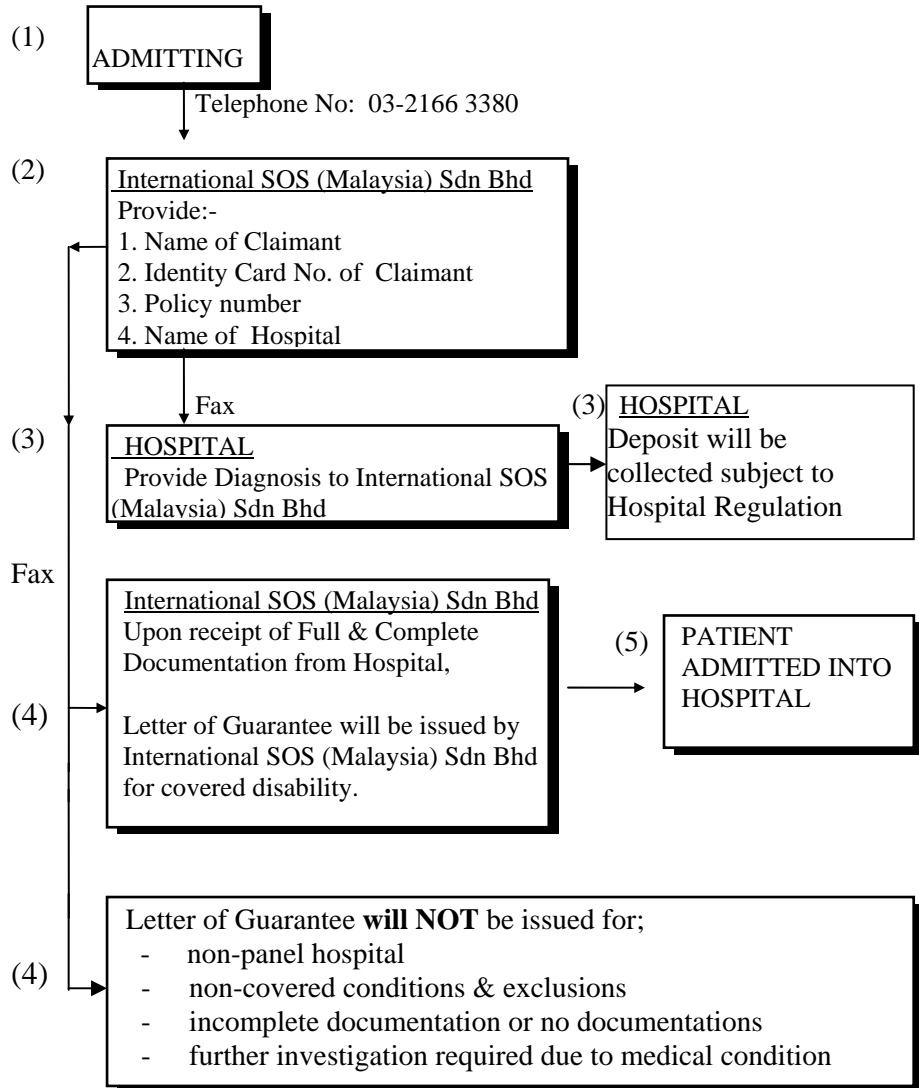 (1)
ADMITTING
Telephone No: 03-2166 3380
(2)
International SOS (Malaysia) Sdn Bhd
Provide:-
1. Name of Claimant
2. Identity Card No. of Claimant
3. Policy number
4. Name of Hospital
Fax
(3)
HOSPITAL
Provide Diagnosis to International SOS
(Malaysia) Sdn Bhd
(3)
HOSPITAL
Deposit will be
collected subject to
Hospital Regulation
Fax
(4)
International SOS (Malaysia) Sdn Bhd
Upon receipt of Full & Complete
Documentation from Hospital,
Letter of Guarantee will be issued by
International SOS (Malaysia) Sdn Bhd
for covered disability.
(5)
PATIENT
ADMITTED INTO
HOSPITAL
(4)
Letter of Guarantee will NOT be issued for;
- non-panel hospital
- non-covered conditions & exclusions
- incomplete documentation or no documentations
- further investigation required due to medical condition